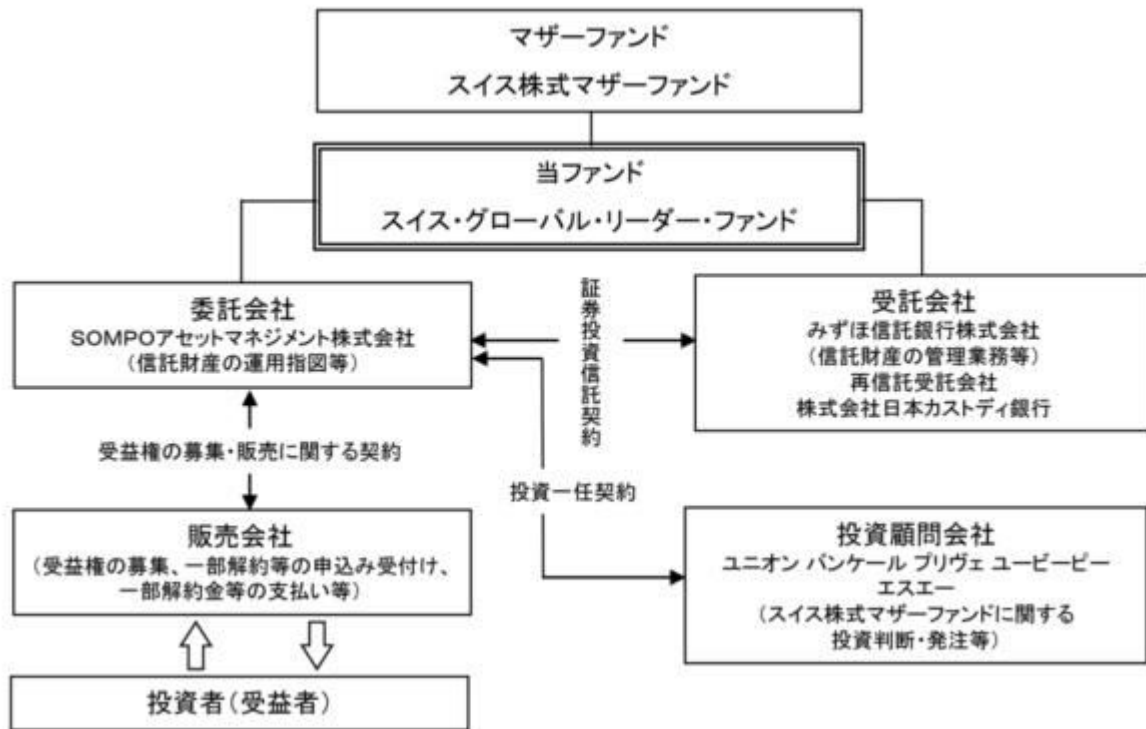 マザーファンド
スイス株式マザーファンド
当ファンド
スイス・グローバル・リーダー・ファンド
委託会社
SOMPOアセットマネジメント株式会社
(信託財産の運用指図等)
証券投資信託契約
受託会社
みずほ信託銀行株式会社
(信託財産の管理業務等)
再信託受託会社
株式会社日本カストディ銀行
受益権の募集・販売に関する契約
投資一任契約
販売会社
(受益権の募集、一部解約等の申込み受付け、
一部解約金等の支払い等)
投資顧問会社
ユニオン バンケール プリヴェ ユービーピー
エスエー
(スイス株式マザーファンドに関する
投資判断・発注等)
投資者(受益者)